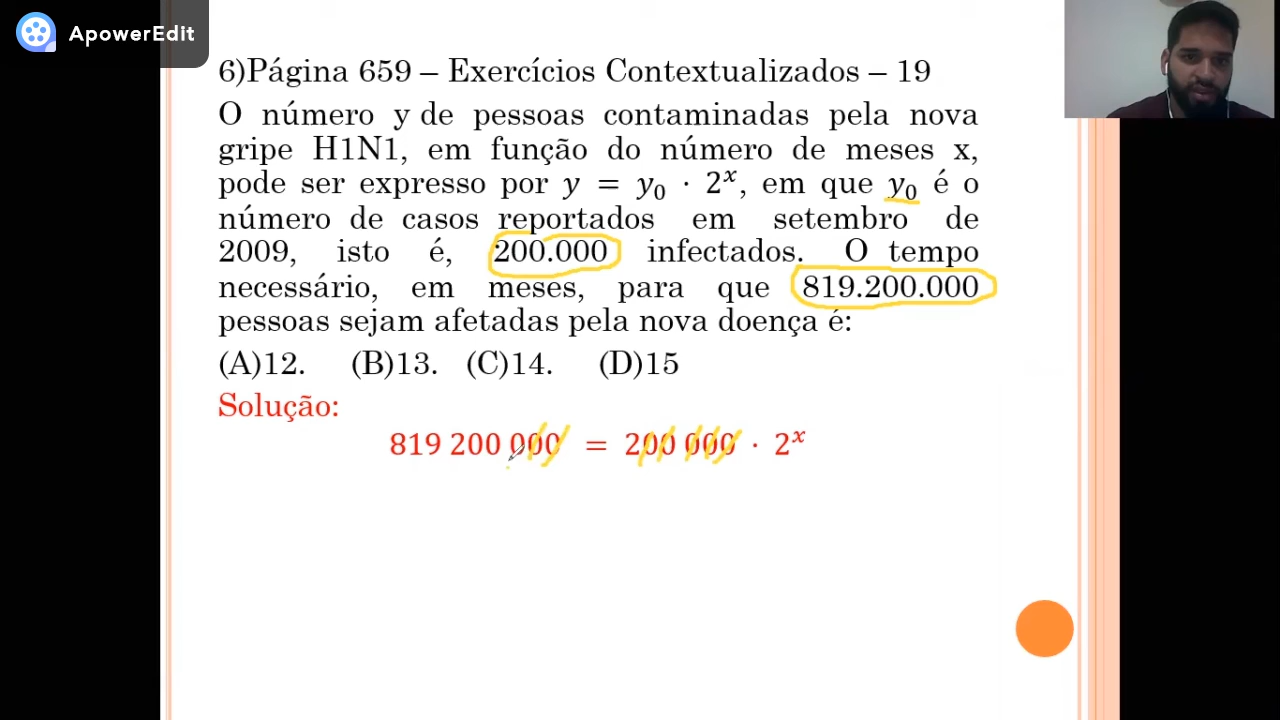 ApowerEdit
6)Página 659 – Exercícios Contextualizados – 19
O número y de pessoas contaminadas pela nova
gripe H1N1, em função do número de meses x,
pode ser expresso por y = y₀ · 2ˣ, em que y₀ é o
número de casos reportados em setembro de
2009, isto é, 200.000 infectados. O tempo
necessário, em meses, para que 819.200.000
pessoas sejam afetadas pela nova doença é:
(A)12. (B)13. (C)14. (D)15
Solução:
819 200 000 = 200 000 · 2ˣ